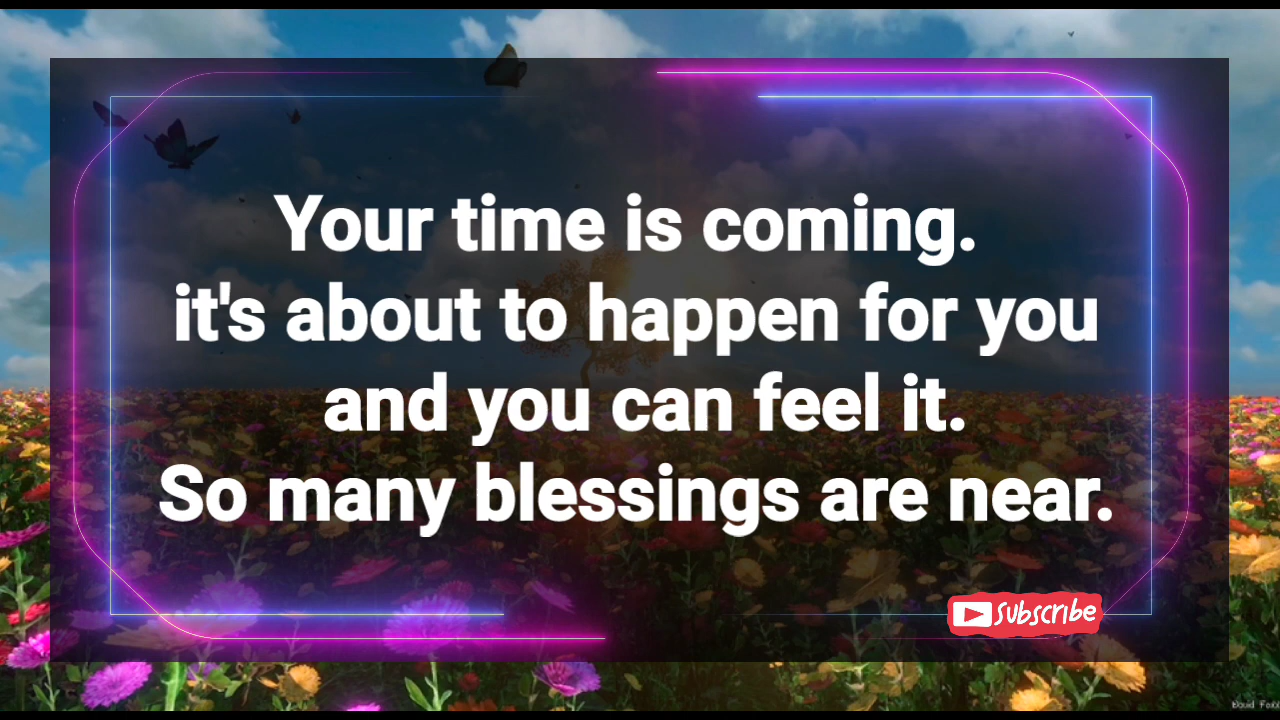 Your time is coming.
it's about to happen for you
and you can feel it.
So many blessings are near.
Subscribe